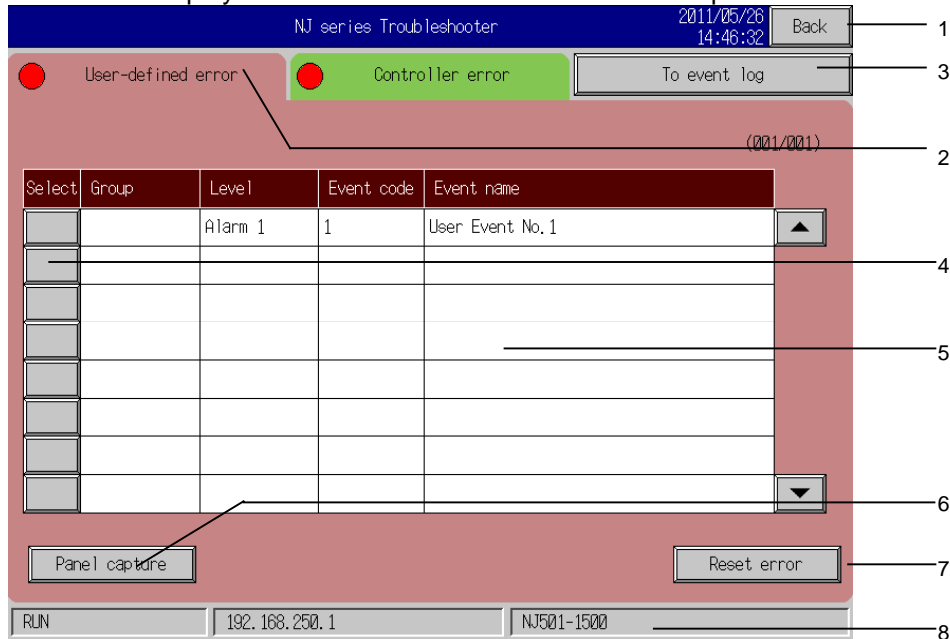 NJ series Troubleshooter 2011/05/26 14:46:32 Back 1
User-defined error Controller error To event log 3
(001/001)
2
Select Group Level Event code Event name
Alarm 1 1 User Event No.1
4
5
6
Panel capture Reset error 7
RUN 192.168.250.1 NJ501-1500
8